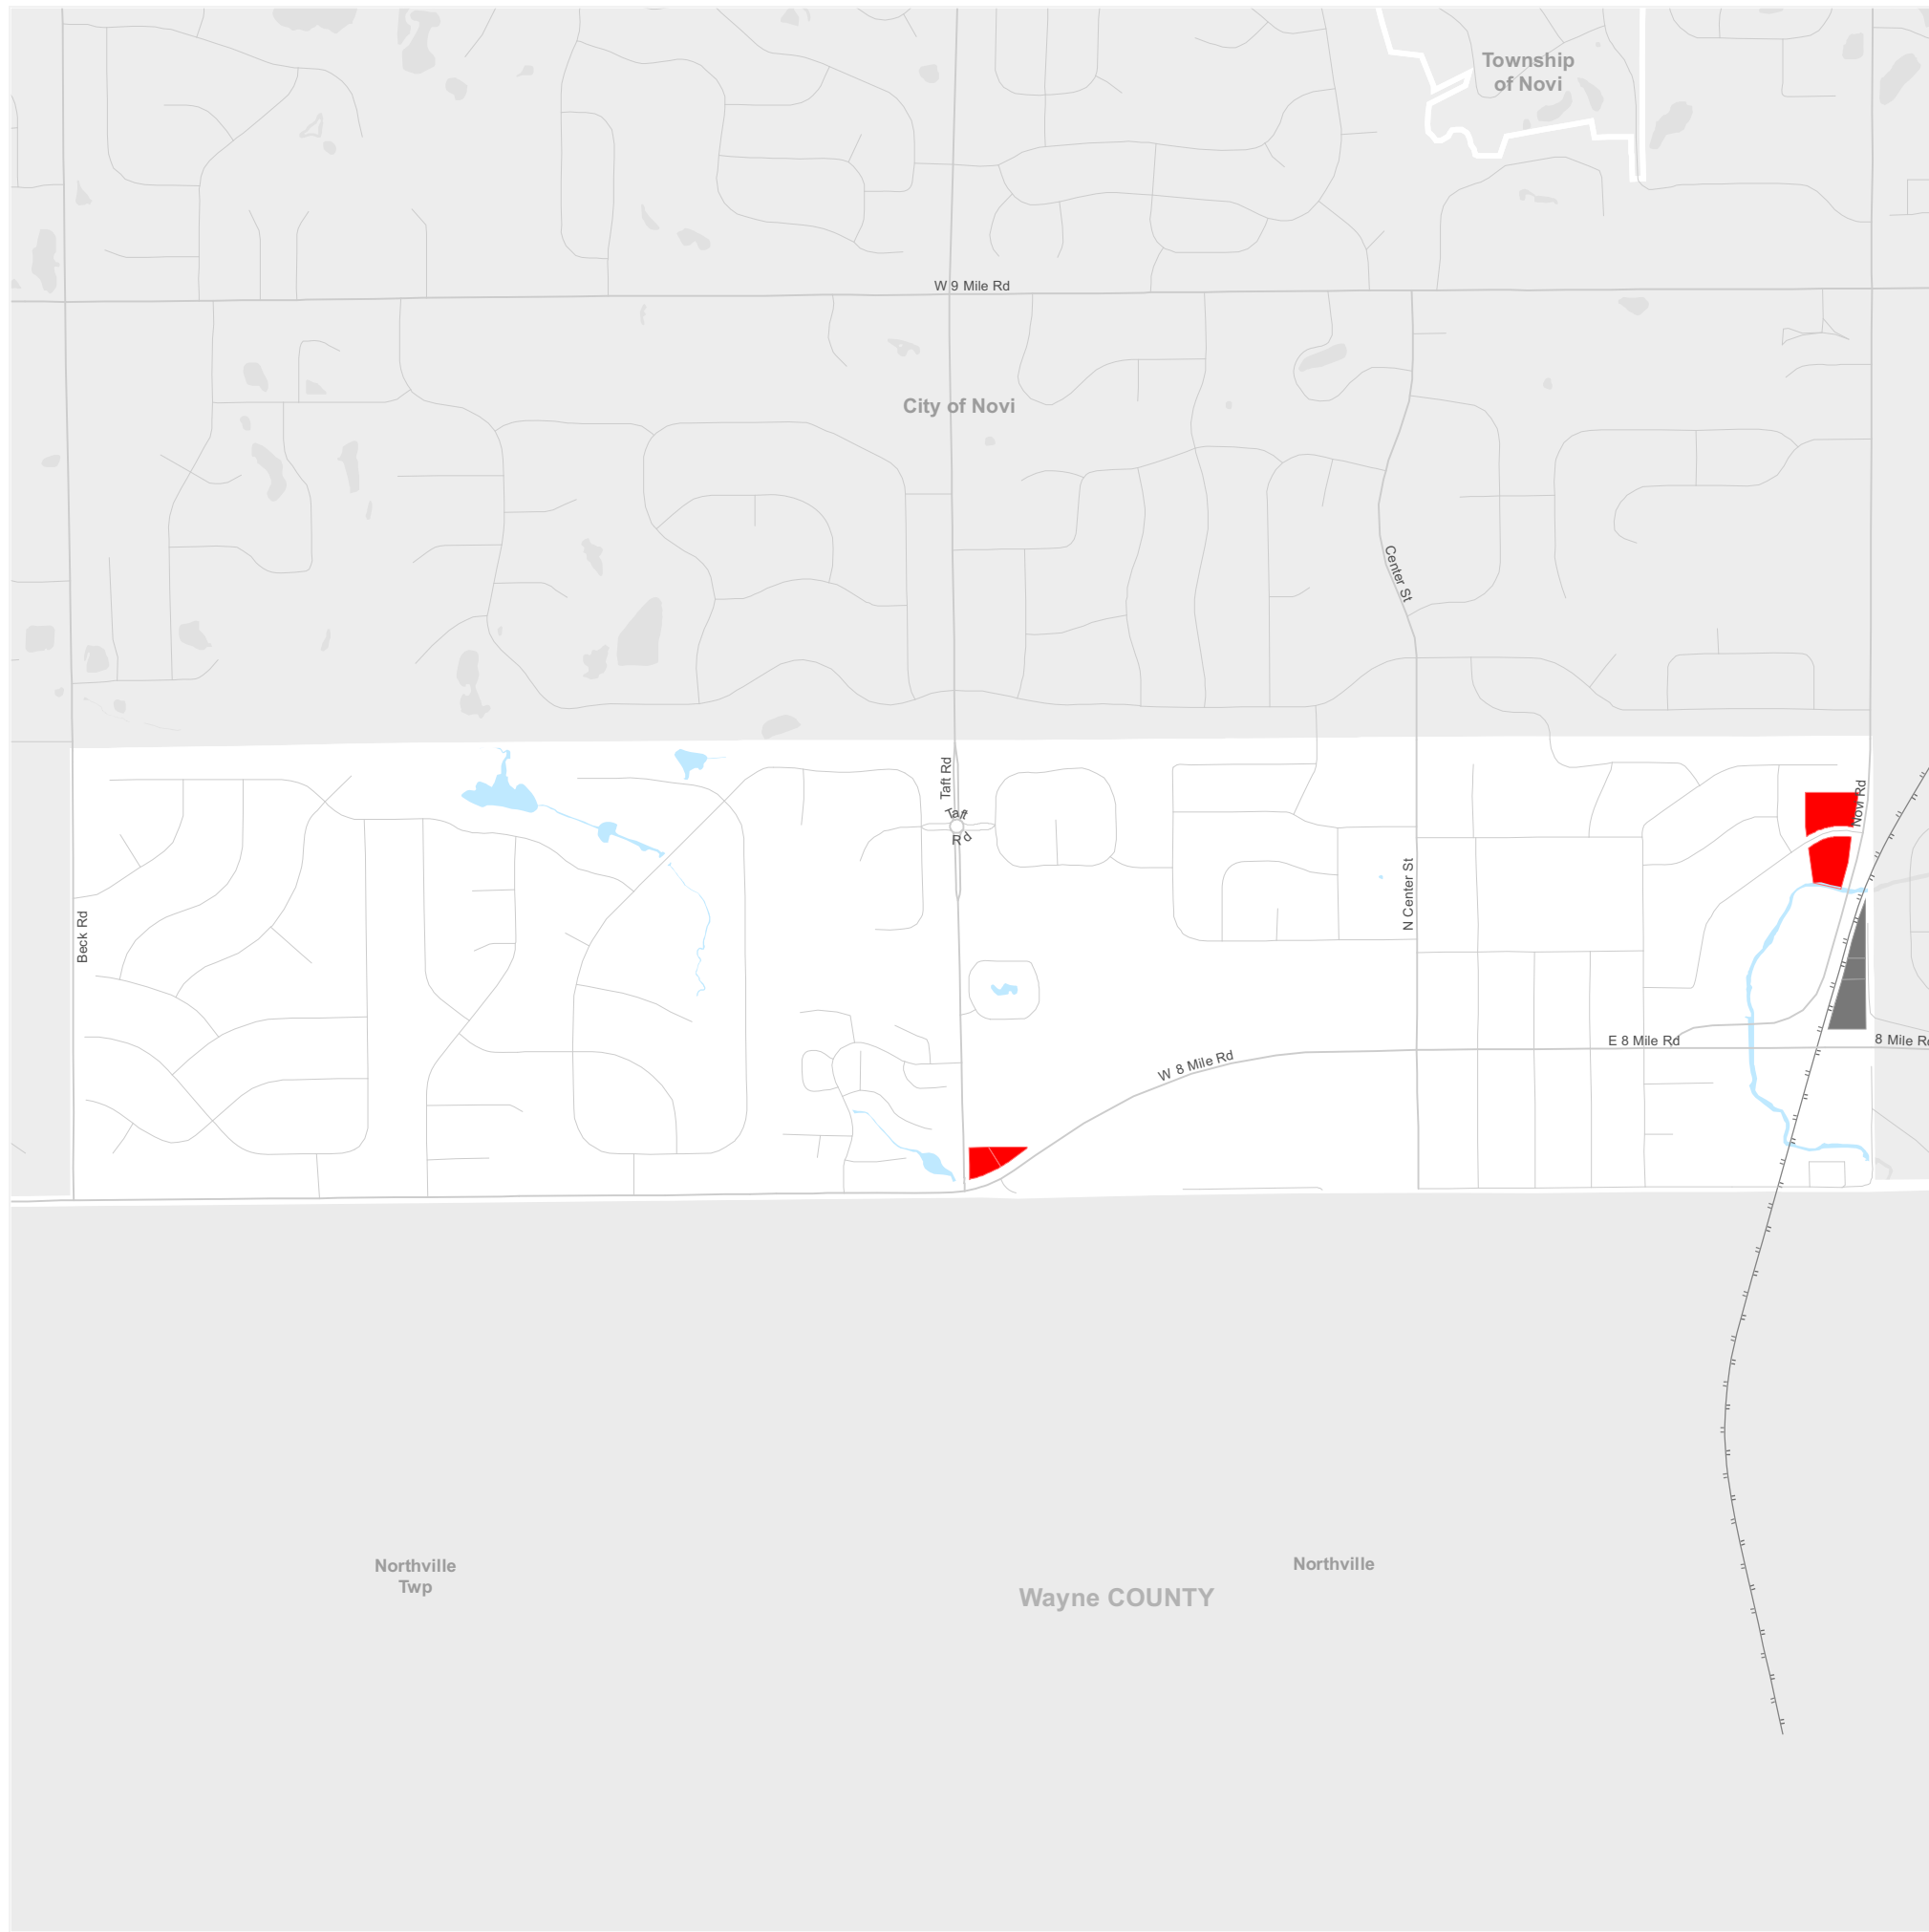 Township
of Novi
W 9 Mile Rd
City of Novi
Center St
Taft Rd
Taft
Rd
Novi Rd
N Center St
Beck Rd
E 8 Mile Rd
8 Mile Rd
W 8 Mile Rd
Northville
Twp
Northville
Wayne COUNTY